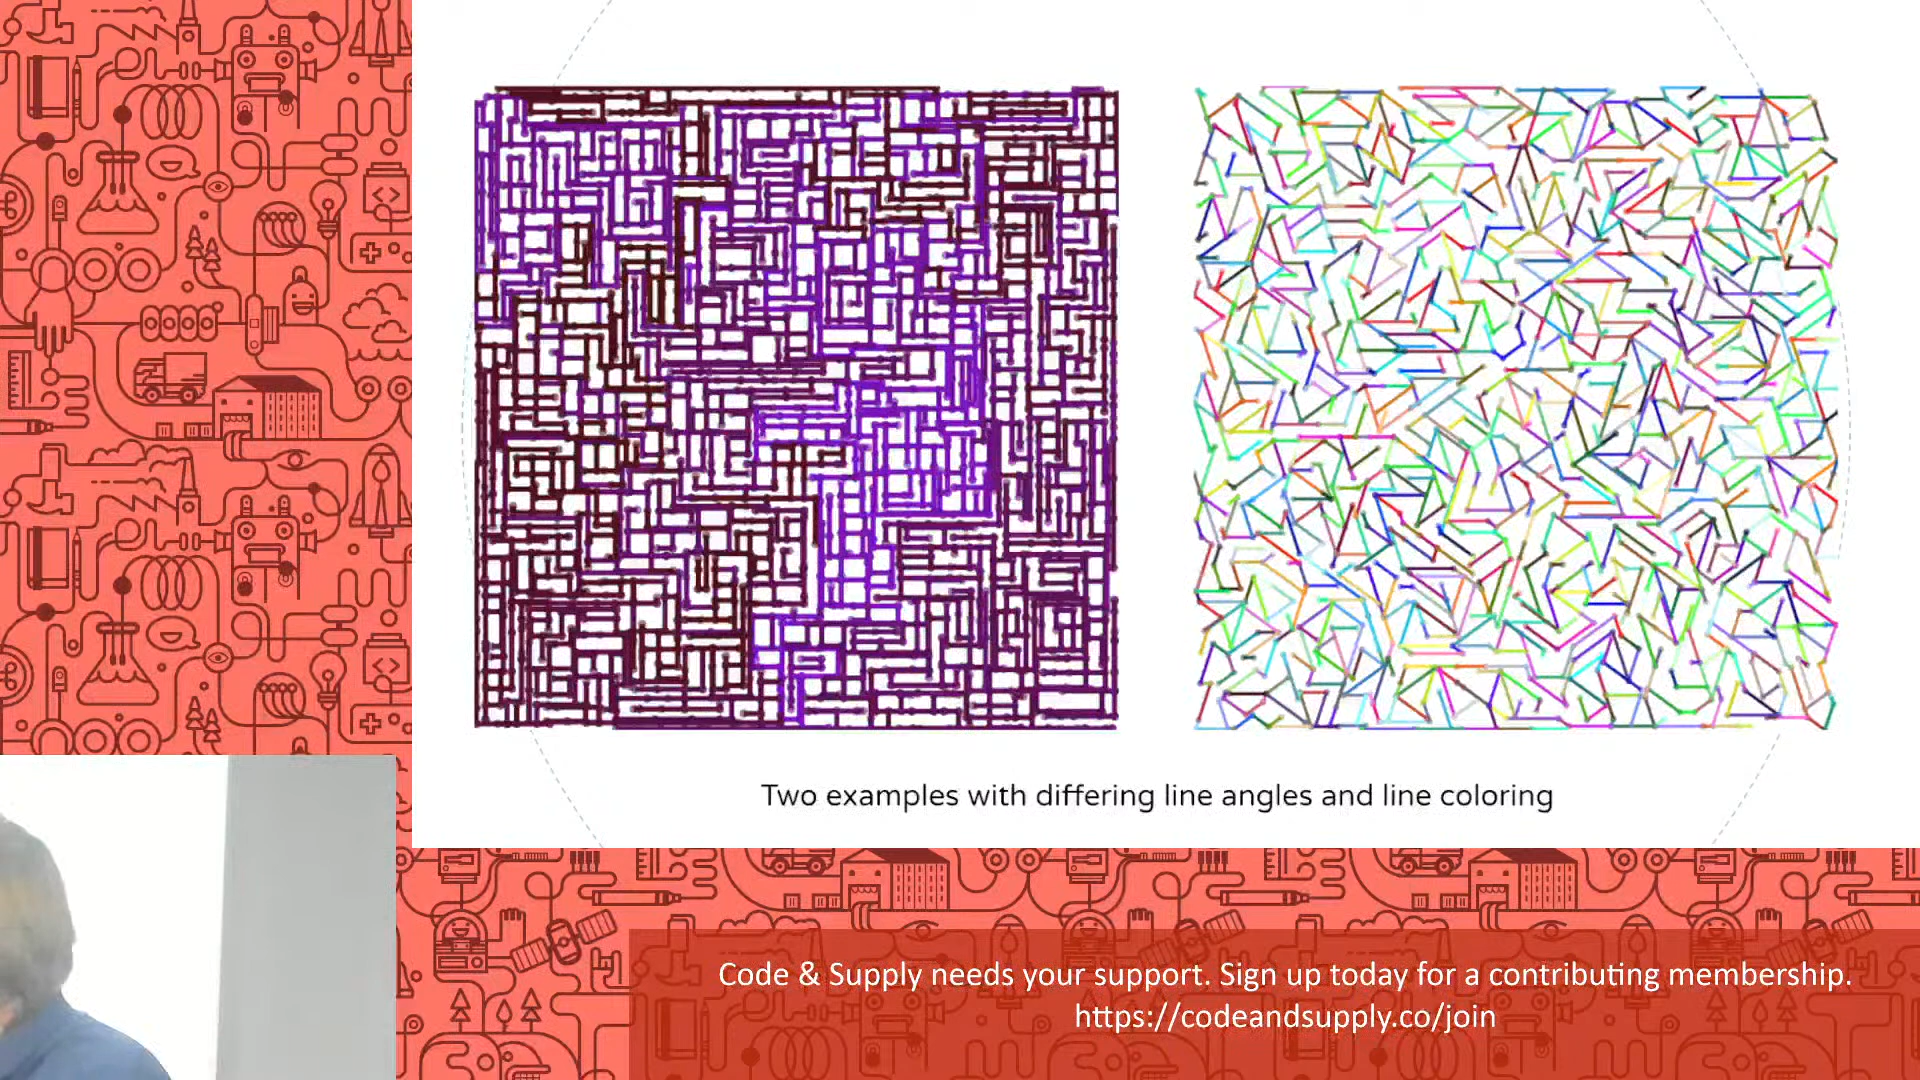 Two examples with differing line angles and line coloring
Code & Supply needs your support. Sign up today for a contributing membership.
https://codeandsupply.co/join